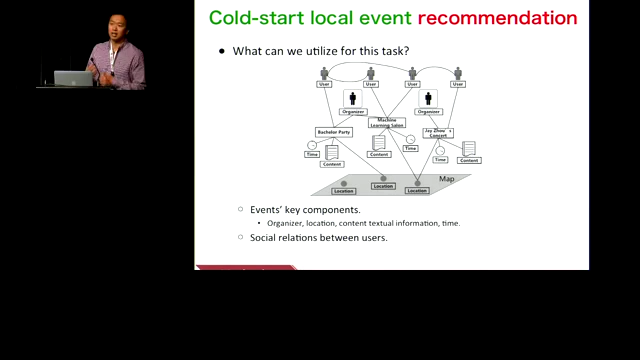 Cold-start local event recommendation
● What can we utilize for this task?
User User User User
Organizer Organizer
Bachelor Party
Machine
Learning Salon
Jay Zhou's
Concert
Time Content Content Time Time Content
Map
Location Location Location
○ Events' key components.
• Organizer, location, content textual information, time.
○ Social relations between users.